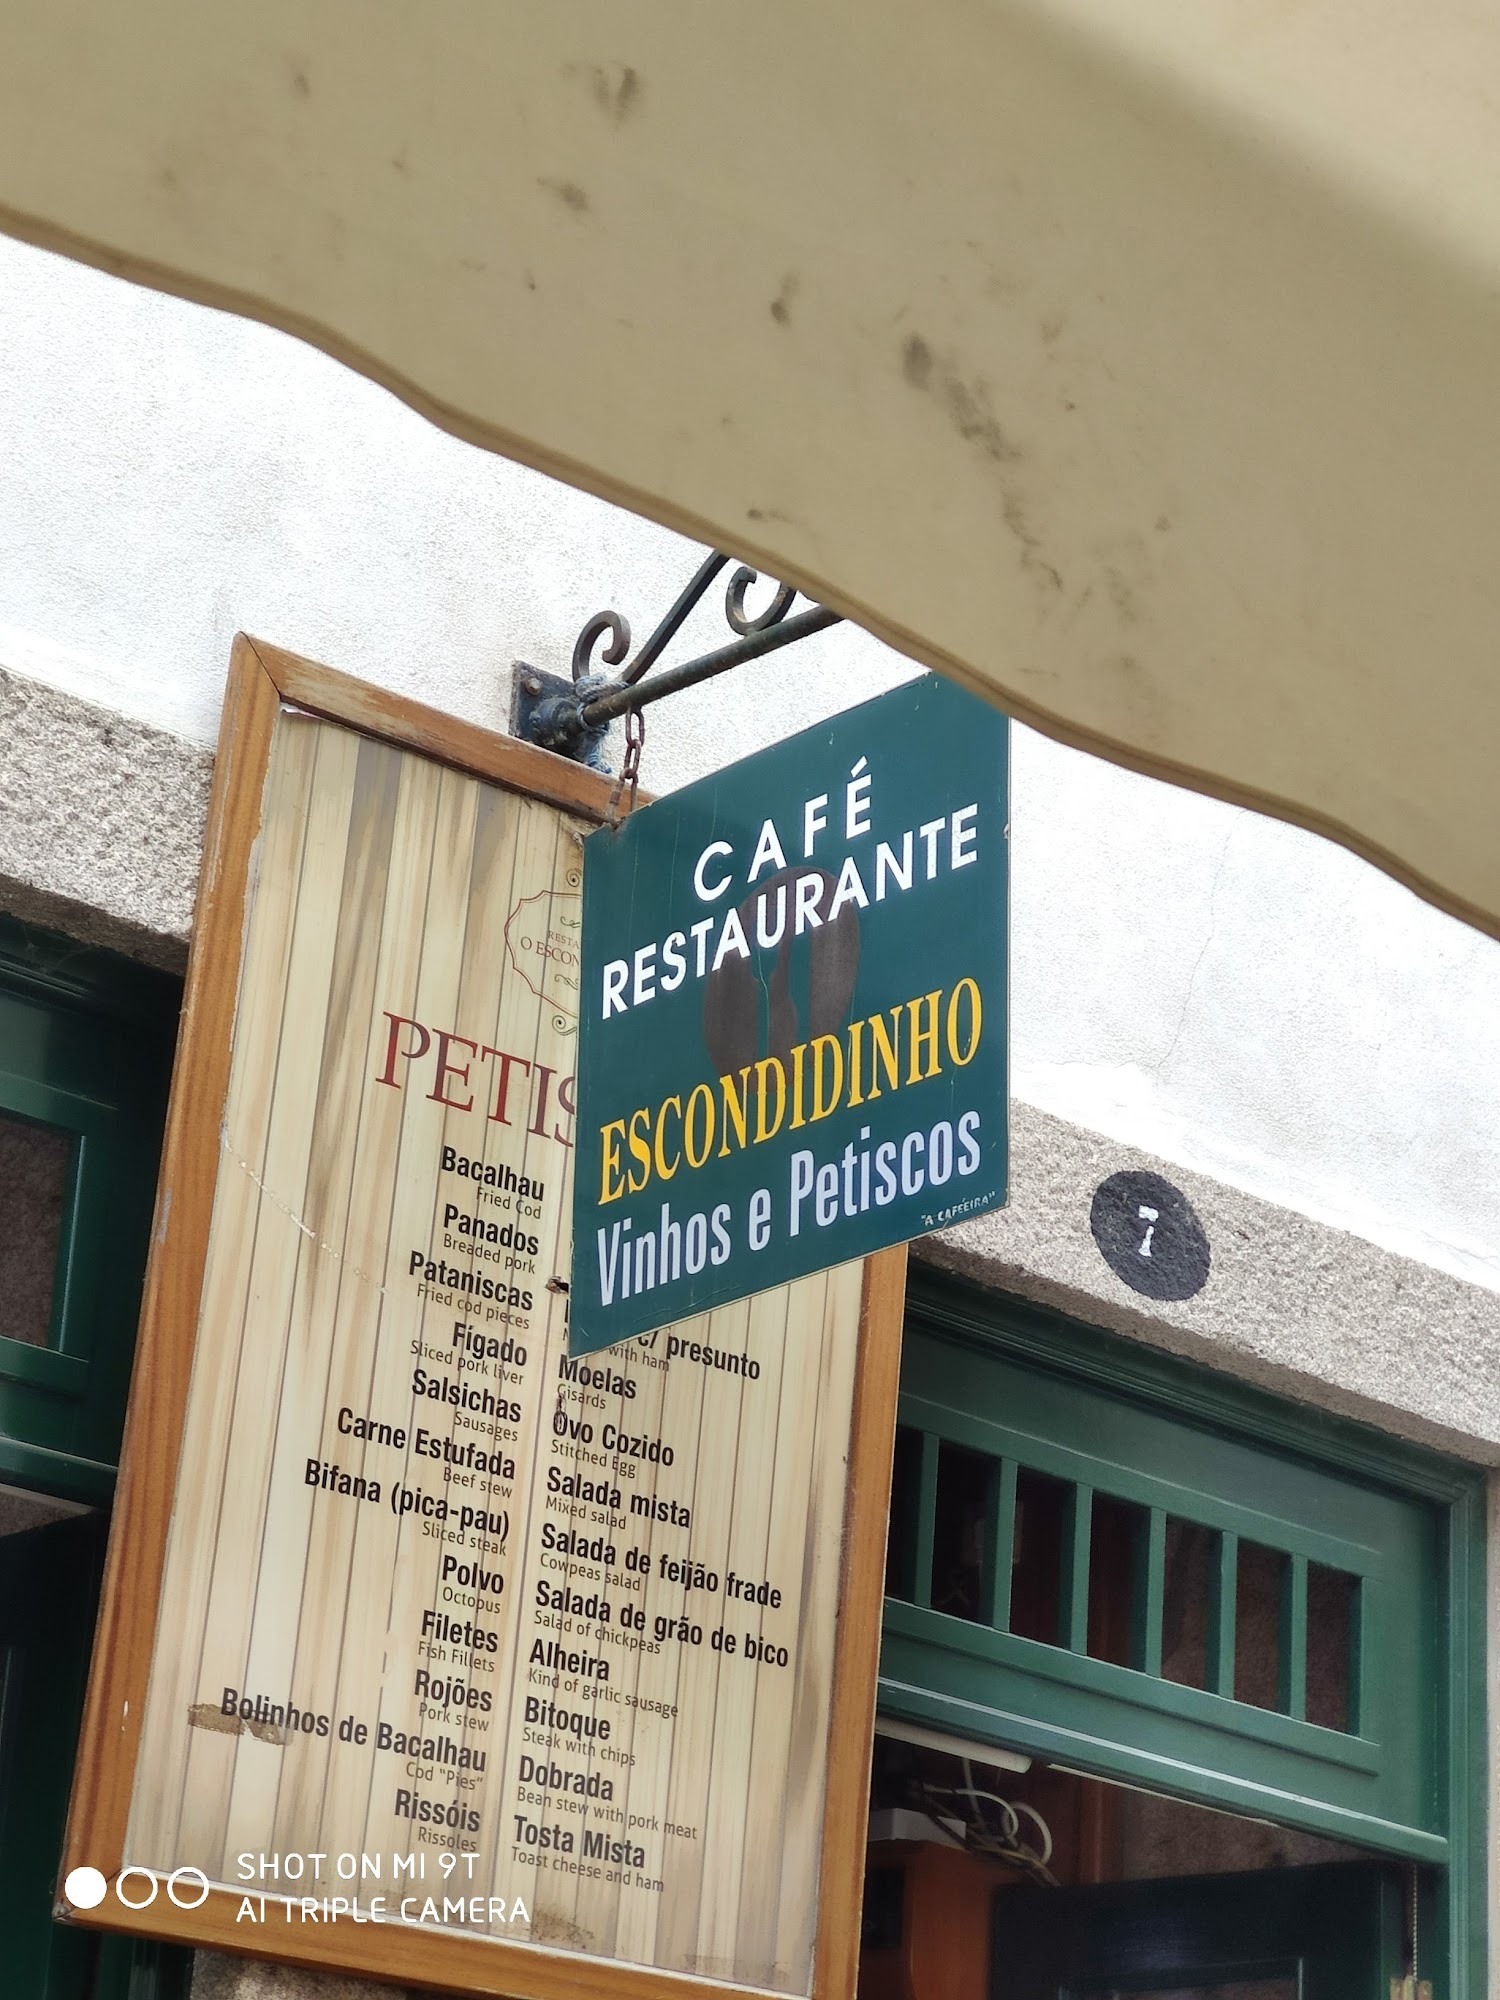 CAFÉ
RESTAURANTE
ESCONDIDINHO
Vinhos e Petiscos
"A CAFEEIRA"
7
Bacalhau
Fried Cod
Panados
Breaded pork
Pataniscas
Fried cod pieces
Fígado
Sliced pork liver
Salsichas
Sausages
Carne Estufada
Beef stew
Bifana (pica-pau)
Sliced steak
Polvo
Octopus
Filetes
Fish Fillets
Rojões
Pork stew
Bolinhos de Bacalhau
Cod "Pies"
Rissóis
Rissoles
c/ presunto
with ham
Moelas
Gisards
Ovo Cozido
Stitched Egg
Salada mista
Mixed salad
Salada de feijão frade
Cowpeas salad
Salada de grão de bico
Salad of chickpeas
Alheira
Kind of garlic sausage
Bitoque
Steak with chips
Dobrada
Bean stew with pork meat
Tosta Mista
Toast cheese and ham
SHOT ON MI 9T
AI TRIPLE CAMERA